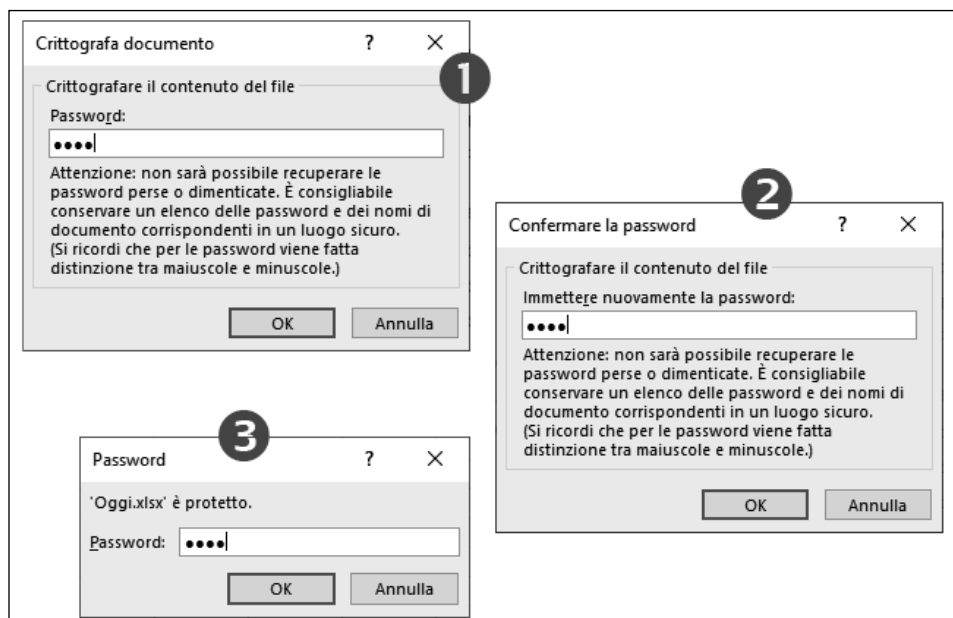 Crittografa documento ? ×
1
Crittografare il contenuto del file
Password:
••••
Attenzione: non sarà possibile recuperare le
password perse o dimenticate. È consigliabile
conservare un elenco delle password e dei nomi di
documento corrispondenti in un luogo sicuro.
(Si ricordi che per le password viene fatta
distinzione tra maiuscole e minuscole.)
OK Annulla
2
Confermare la password ? ×
Crittografare il contenuto del file
Immettere nuovamente la password:
••••
Attenzione: non sarà possibile recuperare le
password perse o dimenticate. È consigliabile
conservare un elenco delle password e dei nomi di
documento corrispondenti in un luogo sicuro.
(Si ricordi che per le password viene fatta
distinzione tra maiuscole e minuscole.)
OK Annulla
3
Password ? ×
'Oggi.xlsx' è protetto.
Password: ••••
OK Annulla